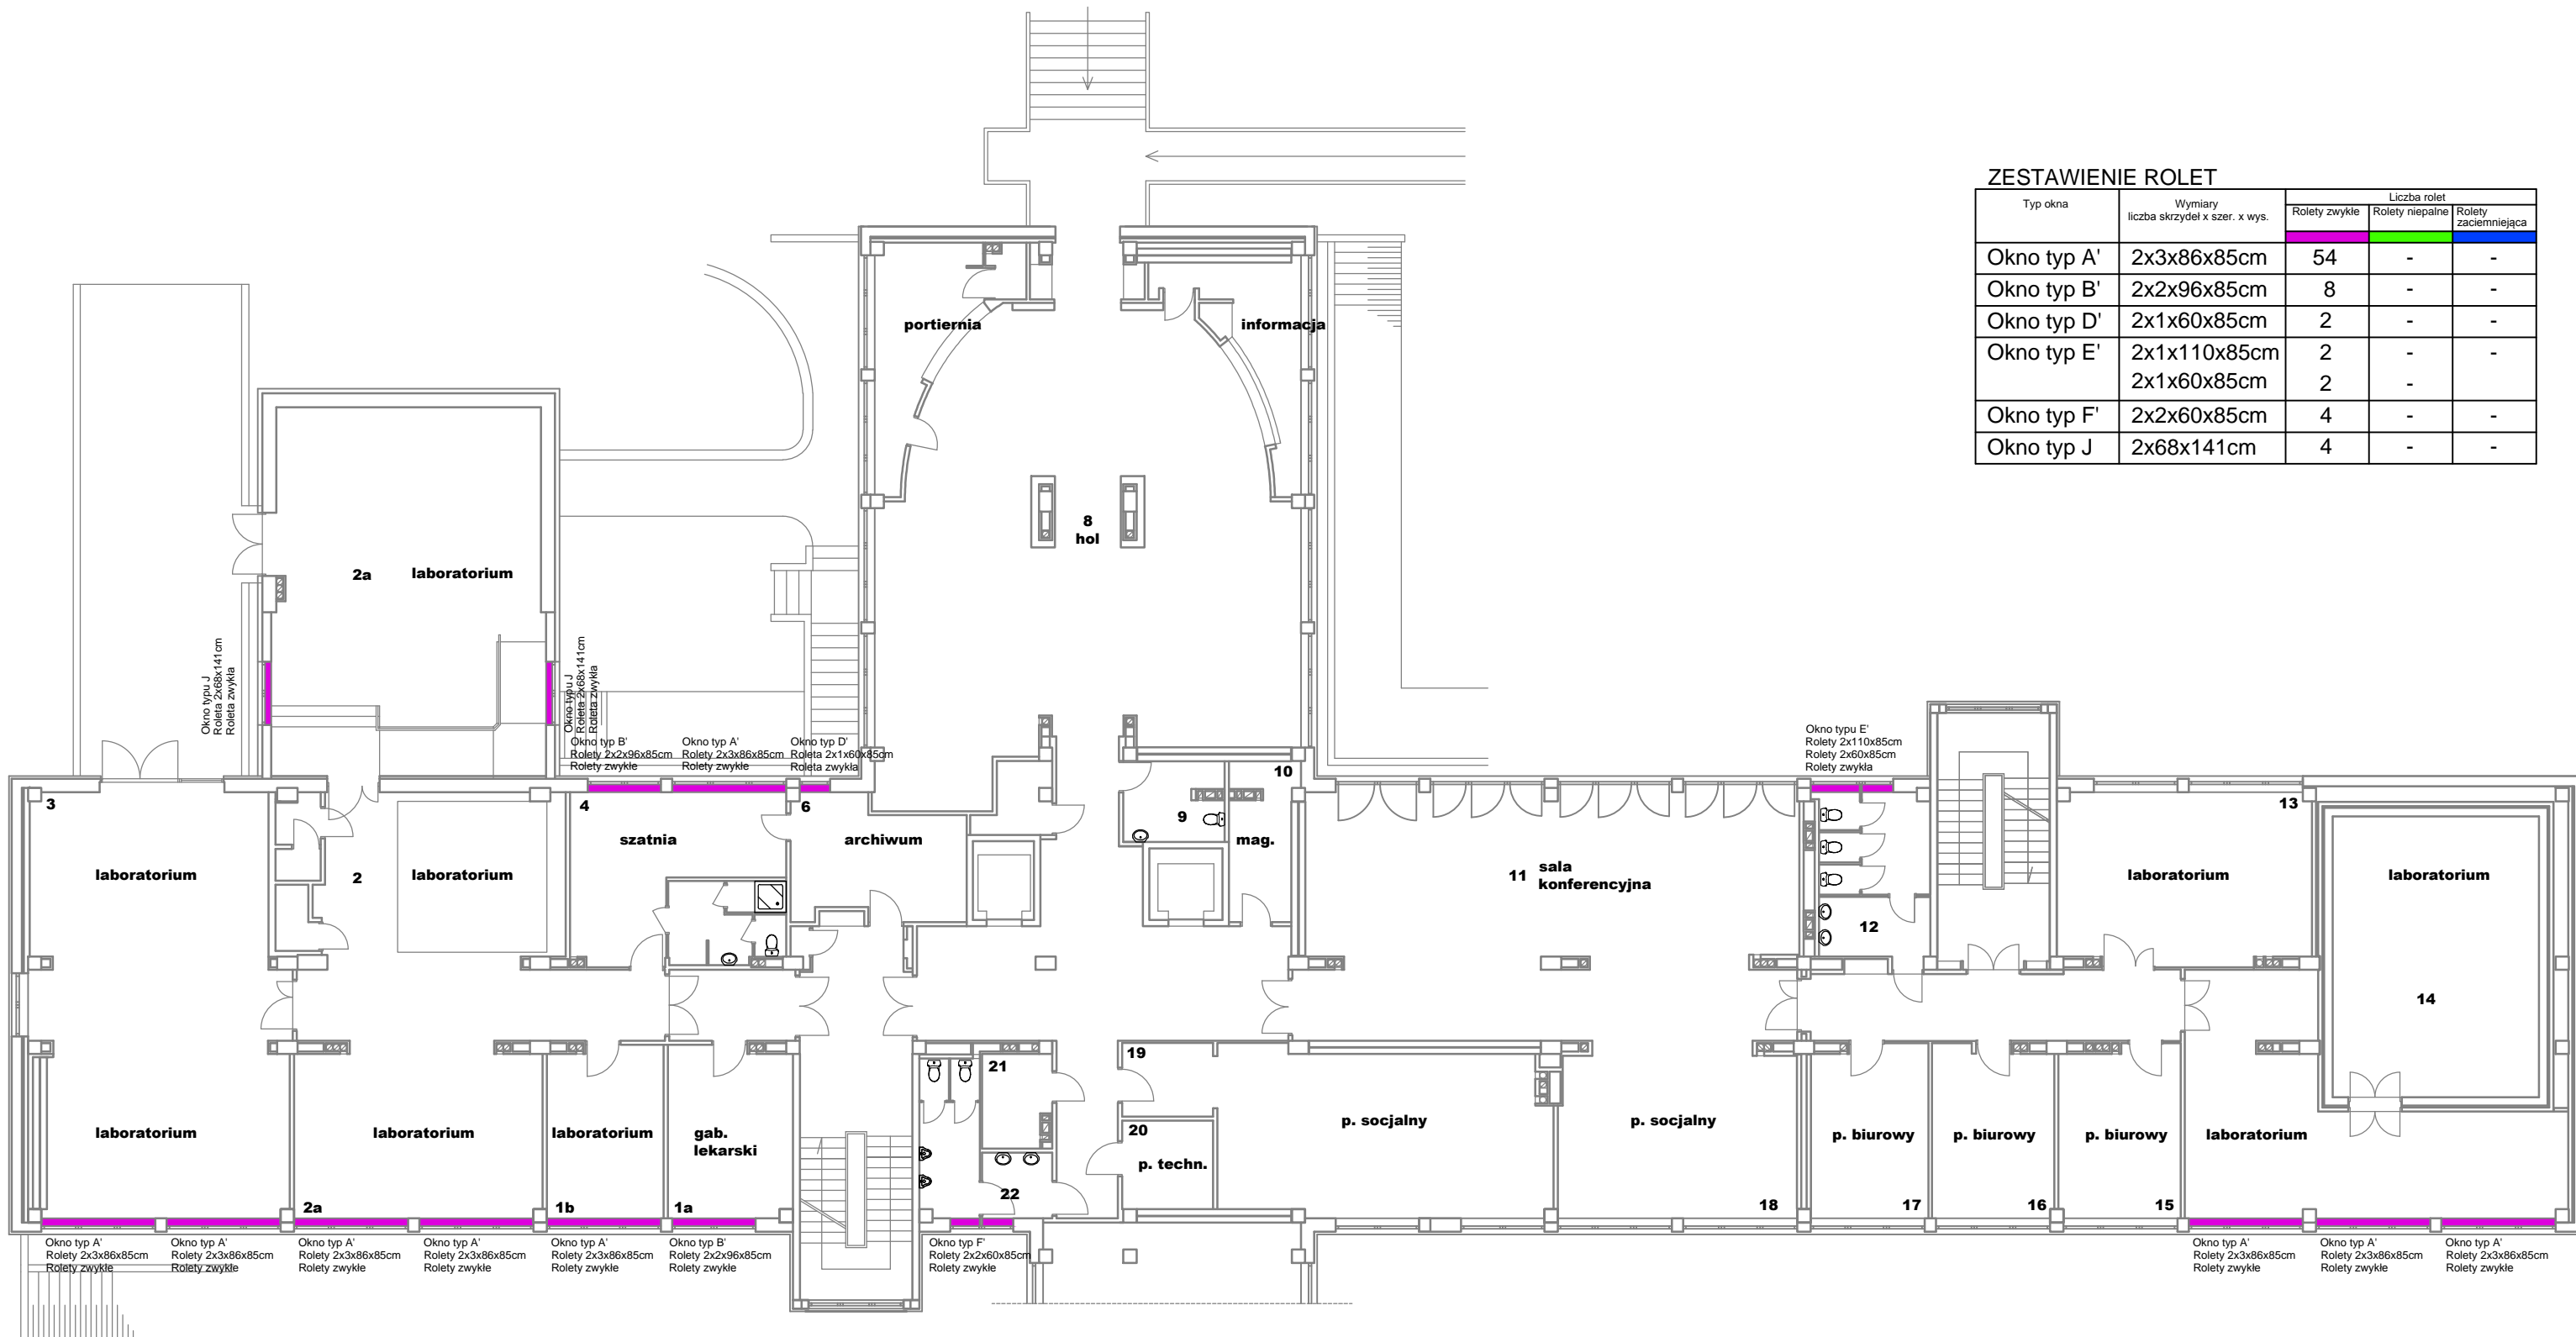 ZESTAWIENIE ROLET
Typ okna
Wymiary
liczba skrzydeł x szer. x wys.
Liczba rolet
Rolety zwykłe
Rolety niepalne
Rolety
zaciemniejąca
Okno typ A' 2x3x86x85cm 54 - -
Okno typ B' 2x2x96x85cm 8 - -
Okno typ D' 2x1x60x85cm 2 - -
Okno typ E' 2x1x110x85cm 2 - -
2x1x60x85cm 2 -
Okno typ F' 2x2x60x85cm 4 - -
Okno typ J 2x68x141cm 4 - -
portiernia
informacja
8
hol
2a laboratorium
Okno typu J
Roleta 2x68x141cm
Roleta zwykła
Okno typu J
Roleta 2x68x141cm
Roleta zwykła
Okno typ B'
Rolety 2x2x96x85cm
Rolety zwykłe
Okno typ A'
Rolety 2x3x86x85cm
Rolety zwykłe
Okno typ D'
Roleta 2x1x60x85cm
Roleta zwykła
Okno typu E'
Rolety 2x110x85cm
Rolety 2x60x85cm
Rolety zwykła
3
laboratorium
2
laboratorium
4
szatnia
6
archiwum
9
10
mag.
11 sala
konferencyjna
12
13
laboratorium
laboratorium
14
laboratorium
laboratorium
2a
laboratorium
1b
gab.
lekarski
1a
21
22
19
20
p. techn.
p. socjalny
p. socjalny
18
p. biurowy
17
p. biurowy
16
p. biurowy
15
laboratorium
Okno typ A'
Rolety 2x3x86x85cm
Rolety zwykłe
Okno typ A'
Rolety 2x3x86x85cm
Rolety zwykłe
Okno typ A'
Rolety 2x3x86x85cm
Rolety zwykłe
Okno typ A'
Rolety 2x3x86x85cm
Rolety zwykłe
Okno typ A'
Rolety 2x3x86x85cm
Rolety zwykłe
Okno typ B'
Rolety 2x2x96x85cm
Rolety zwykłe
Okno typ F'
Rolety 2x2x60x85cm
Rolety zwykłe
Okno typ A'
Rolety 2x3x86x85cm
Rolety zwykłe
Okno typ A'
Rolety 2x3x86x85cm
Rolety zwykłe
Okno typ A'
Rolety 2x3x86x85cm
Rolety zwykłe